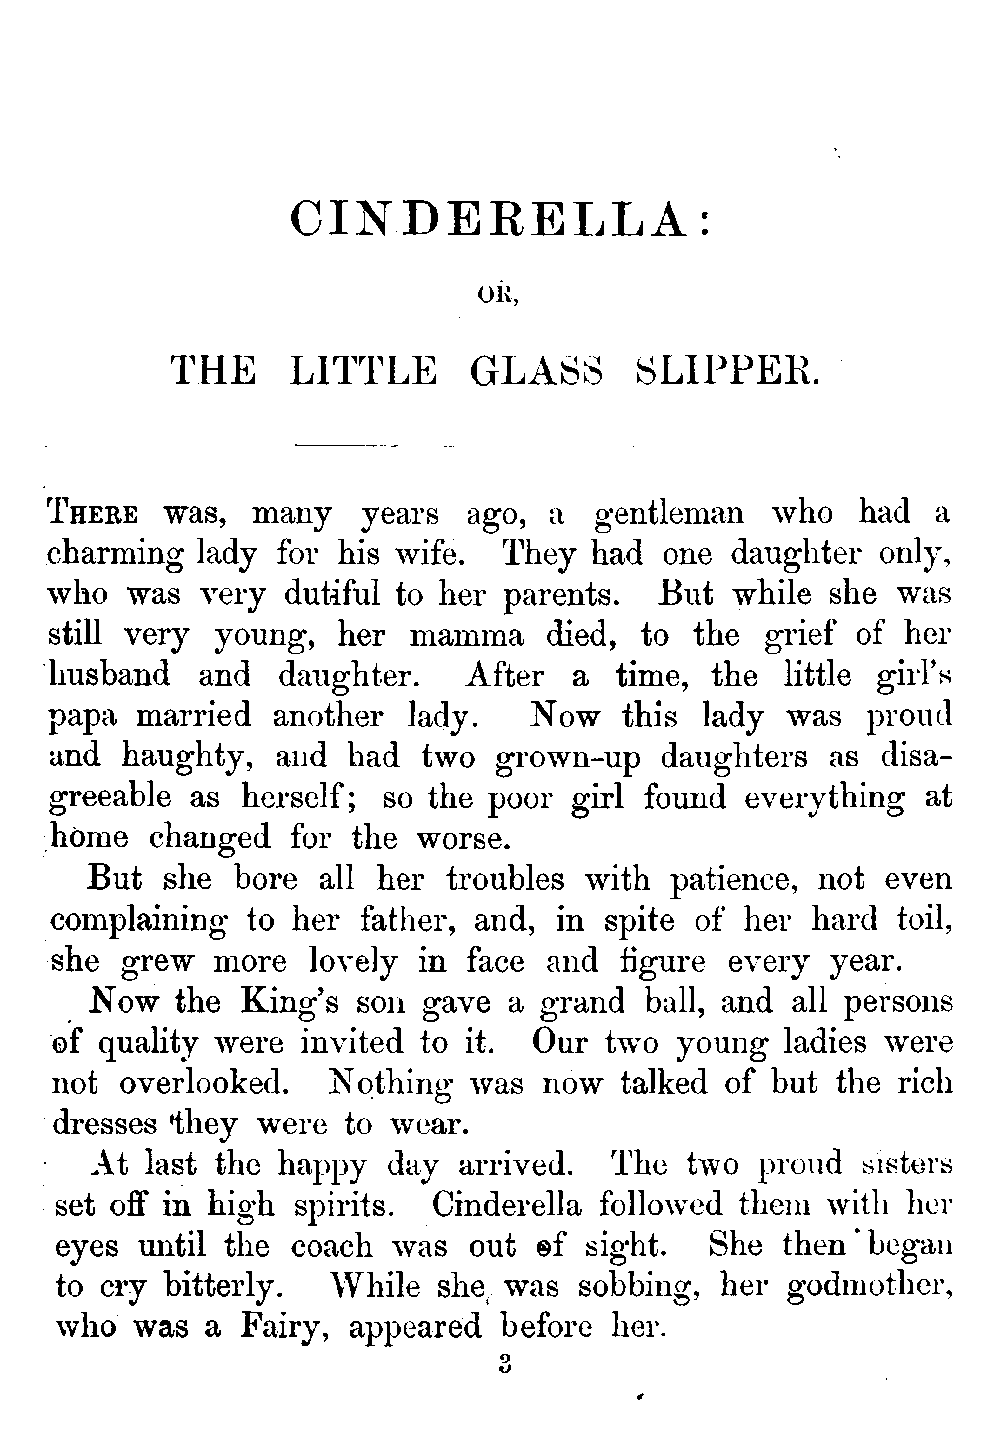 CINDERELLA:
OR,
THE LITTLE GLASS SLIPPER.
THERE was, many years ago, a gentleman who had a
charming lady for his wife. They had one daughter only,
who was very dutiful to her parents. But while she was
still very young, her mamma died, to the grief of her
husband and daughter. After a time, the little girl's
papa married another lady. Now this lady was proud
and haughty, and had two grown-up daughters as disa-
greeable as herself; so the poor girl found everything at
home changed for the worse.
But she bore all her troubles with patience, not even
complaining to her father, and, in spite of her hard toil,
she grew more lovely in face and figure every year.
Now the King's son gave a grand ball, and all persons
of quality were invited to it. Our two young ladies were
not overlooked. Nothing was now talked of but the rich
dresses they were to wear.
At last the happy day arrived. The two proud sisters
set off in high spirits. Cinderella followed them with her
eyes until the coach was out of sight. She then began
to cry bitterly. While she was sobbing, her godmother,
who was a Fairy, appeared before her.
3